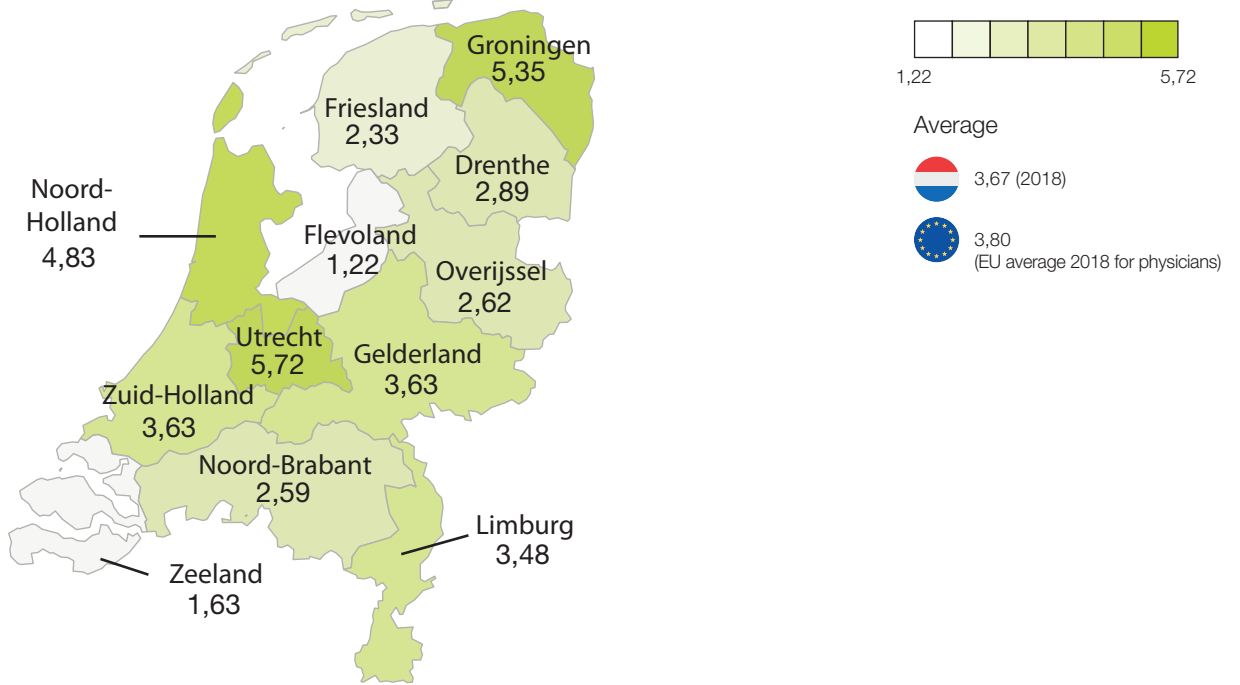 Groningen
5,35
Friesland
2,33
Drenthe
2,89
Noord-
Holland
4,83
Flevoland
1,22
Overijssel
2,62
Utrecht
5,72
Gelderland
3,63
Zuid-Holland
3,63
Noord-Brabant
2,59
Limburg
3,48
Zeeland
1,63
1,22
5,72
Average
3,67 (2018)
3,80
(EU average 2018 for physicians)